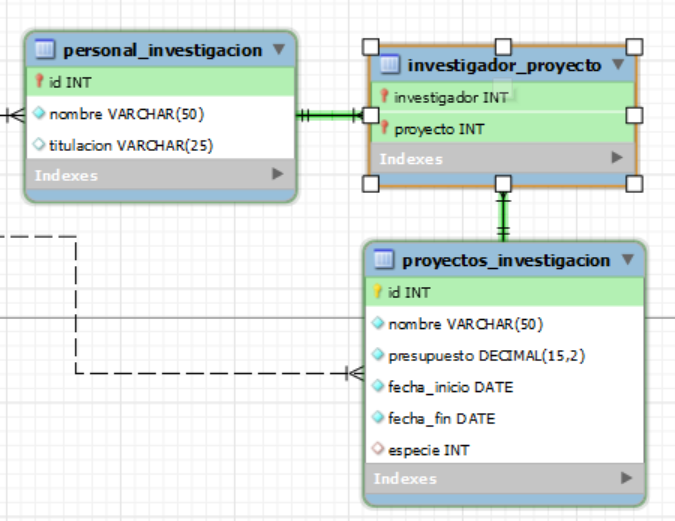 personal_investigacion
id INT
nombre VARCHAR(50)
titulacion VARCHAR(25)
Indexes
investigador_proyecto
investigador INT
proyecto INT
Indexes
proyectos_investigacion
id INT
nombre VARCHAR(50)
presupuesto DECIMAL(15,2)
fecha_inicio DATE
fecha_fin DATE
especie INT
Indexes